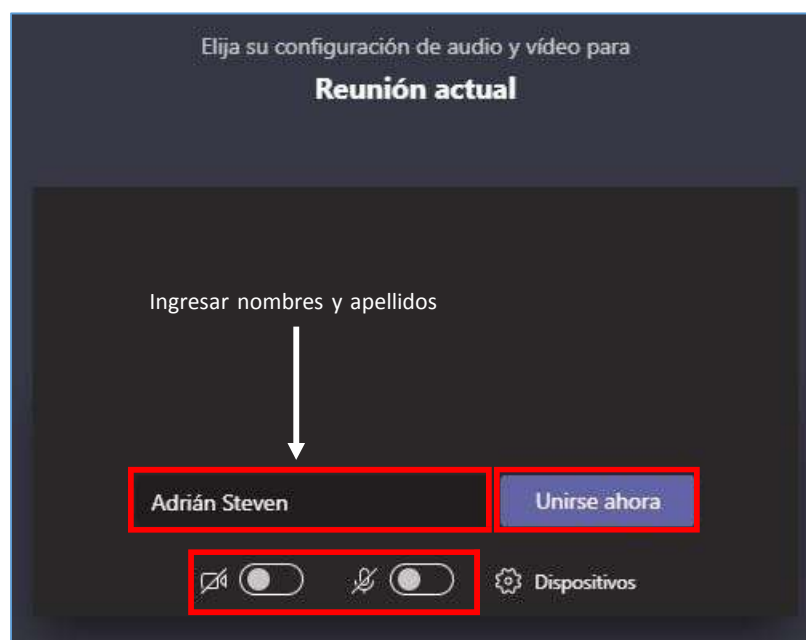 Elija su configuración de audio y vídeo para
Reunión actual
Ingresar nombres y apellidos
Adrián Steven
Unirse ahora
Dispositivos